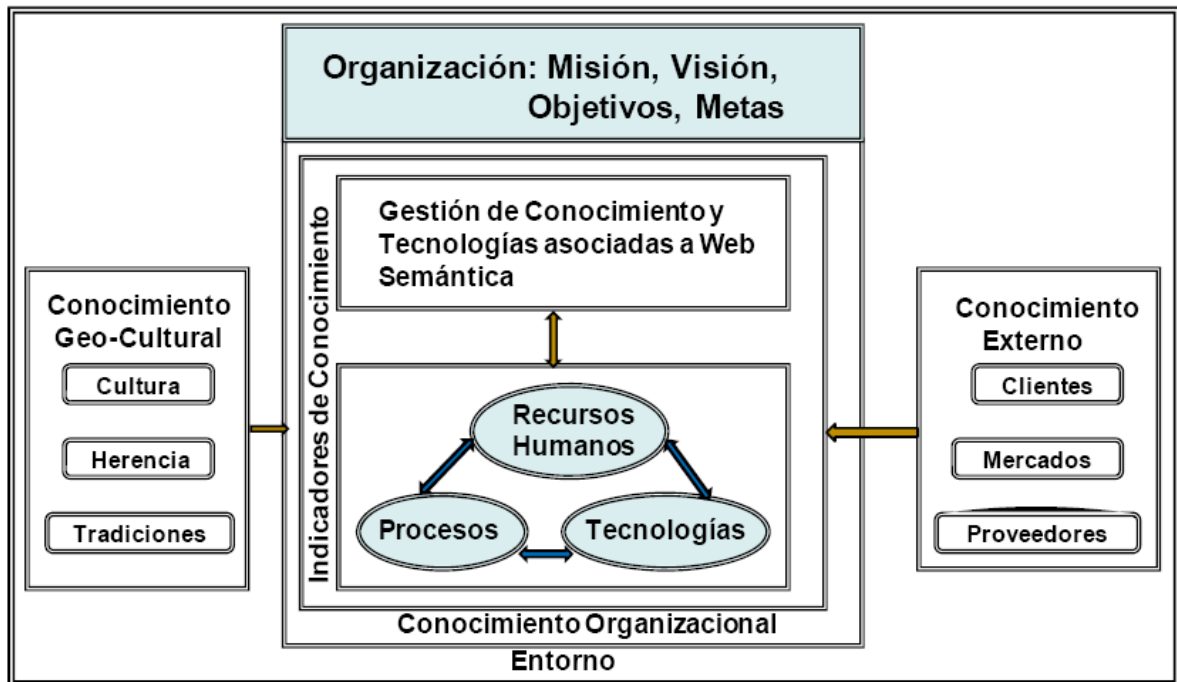 Organización: Misión, Visión,
Objetivos, Metas
Indicadores de Conocimiento
Gestión de Conocimiento y
Tecnologías asociadas a Web
Semántica
Conocimiento
Geo-Cultural
Cultura
Herencia
Tradiciones
Recursos
Humanos
Procesos
Tecnologías
Conocimiento
Externo
Clientes
Mercados
Proveedores
Conocimiento Organizacional
Entorno